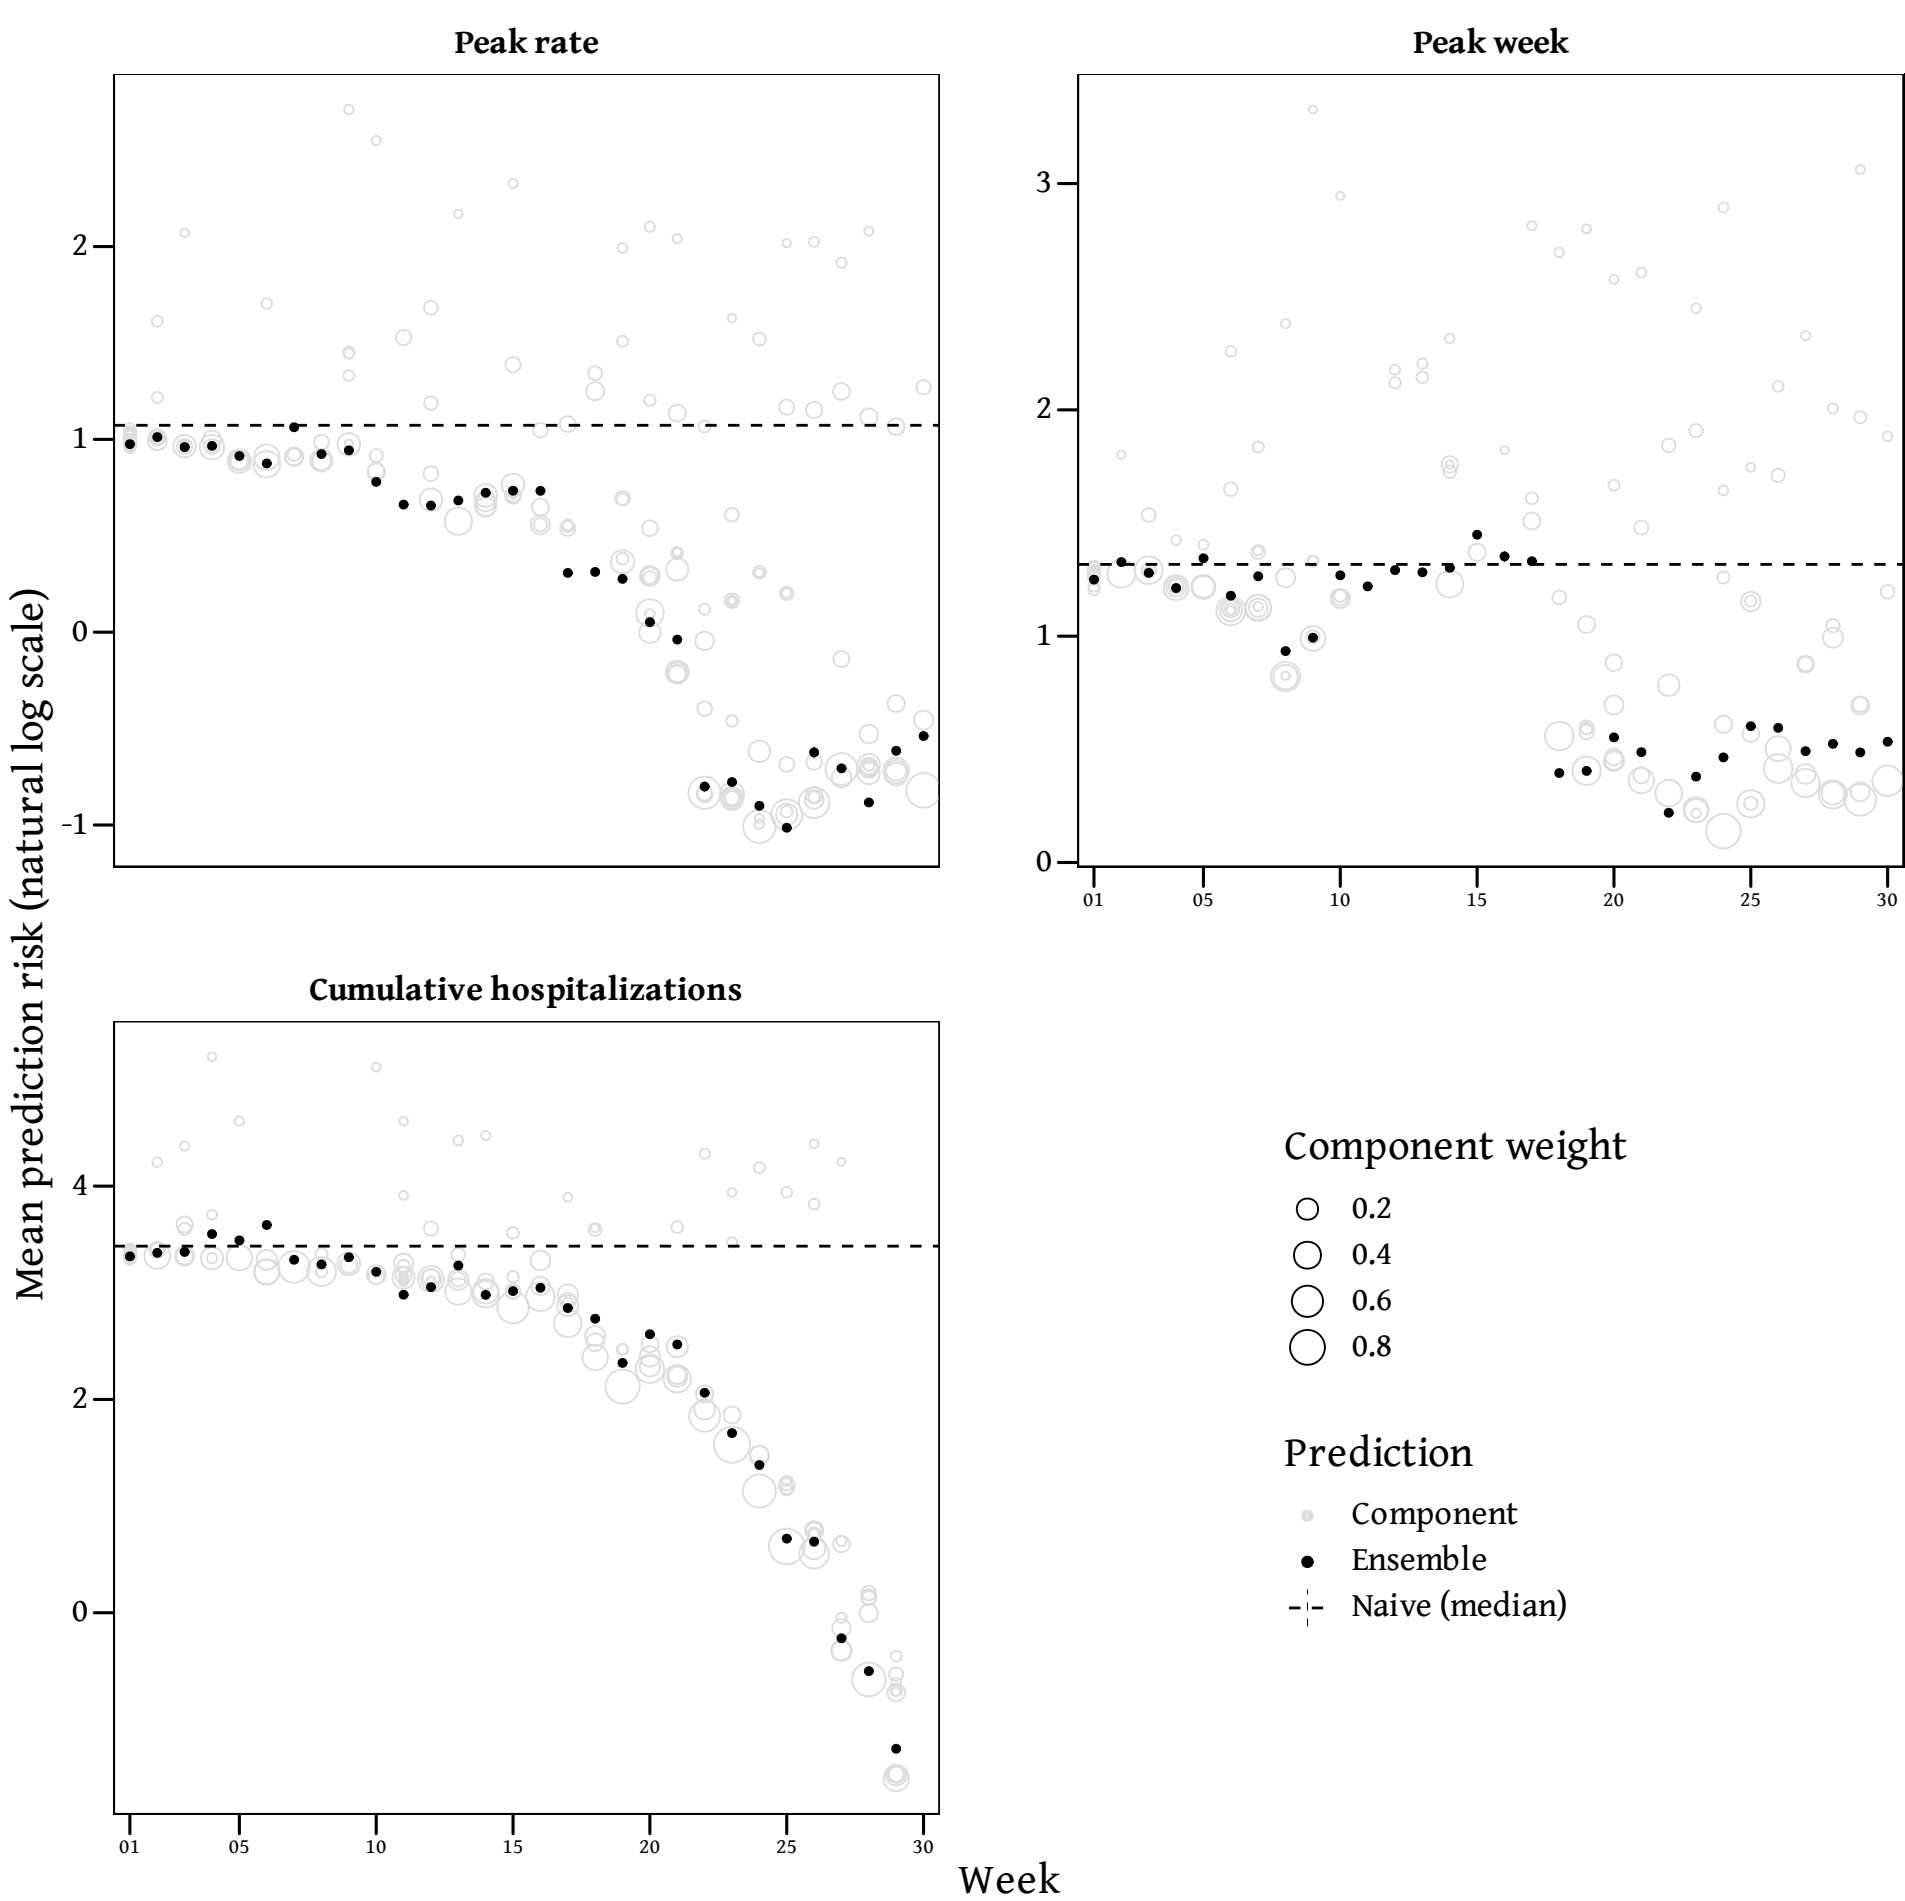 Peak rate
Peak week
Mean prediction risk (natural log scale)
2
1
0
-1
3
2
1
0
01 05 10 15 20 25 30
Cumulative hospitalizations
4
2
0
01 05 10 15 20 25 30
Week
Component weight
0.2
0.4
0.6
0.8
Prediction
Component
Ensemble
Naive (median)